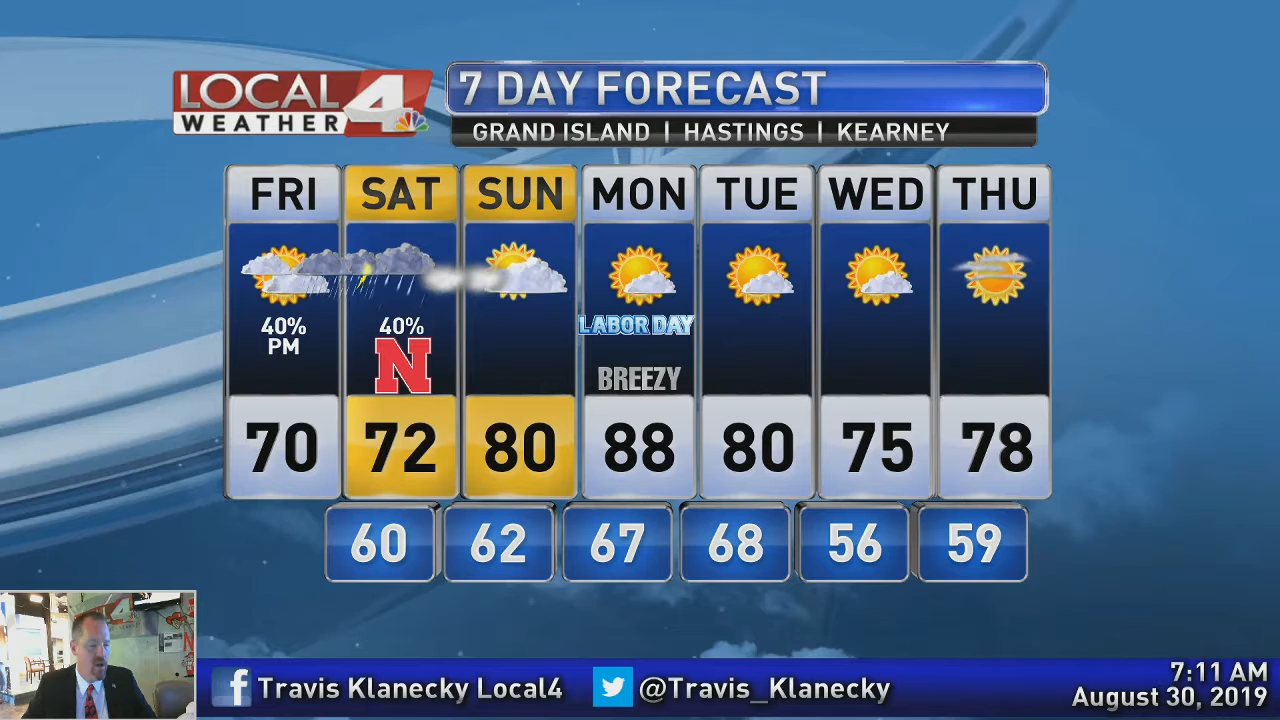 LOCAL 4
WEATHER
7 DAY FORECAST
GRAND ISLAND | HASTINGS | KEARNEY
FRI SAT SUN MON TUE WED THU
40% PM
40%
N
LABOR DAY
BREEZY
70 72 80 88 80 75 78
60 62 67 68 56 59
f Travis Klanecky Local4
@Travis_Klanecky
7:11 AM
August 30, 2019